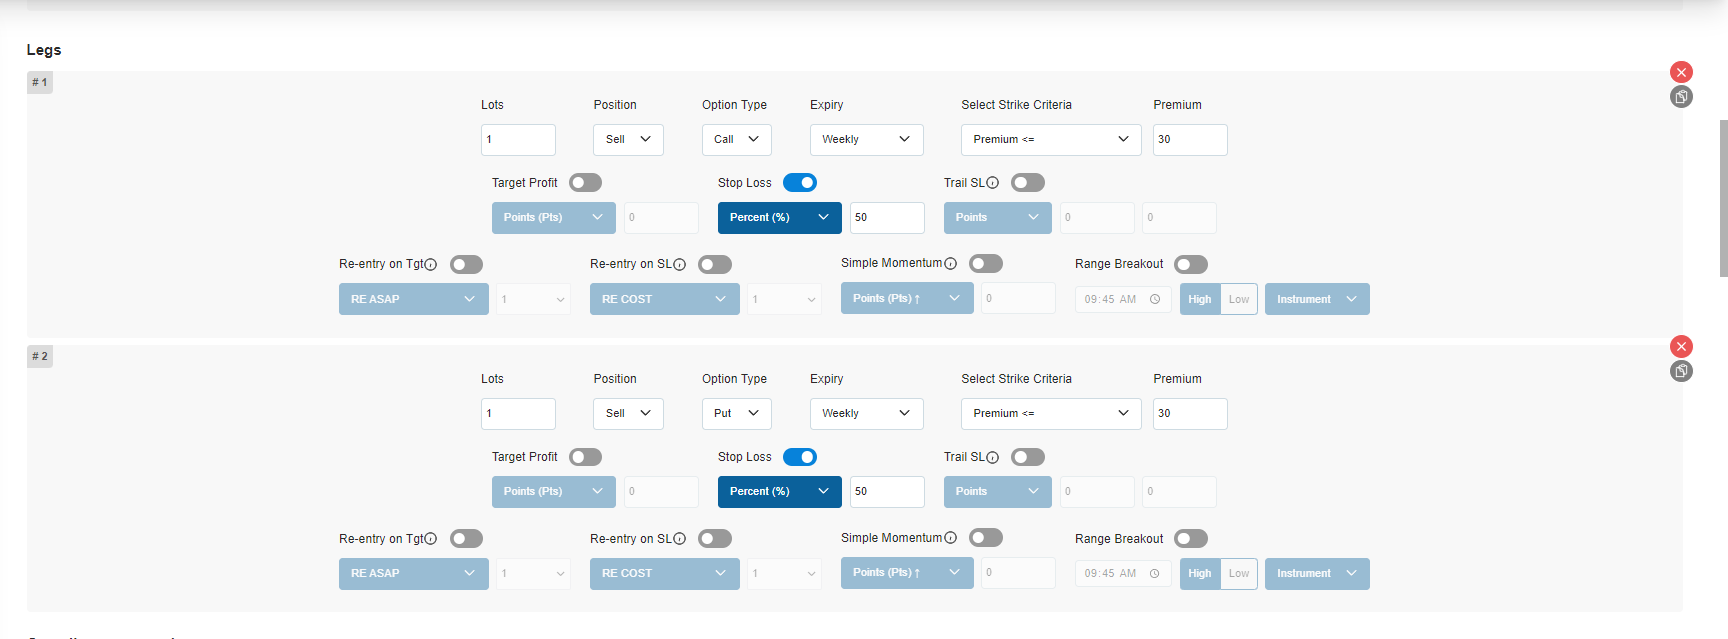 Legs
# 1
Lots Position Option Type Expiry Select Strike Criteria Premium
1 Sell Call Weekly Premium <= 30
Target Profit Stop Loss Trail SL
Points (Pts) 0 Percent (%) 50 Points 0 0
Re-entry on Tgt Re-entry on SL Simple Momentum Range Breakout
RE ASAP 1 RE COST 1 Points (Pts) ↑ 0 09:45 AM High Low Instrument
# 2
Lots Position Option Type Expiry Select Strike Criteria Premium
1 Sell Put Weekly Premium <= 30
Target Profit Stop Loss Trail SL
Points (Pts) 0 Percent (%) 50 Points 0 0
Re-entry on Tgt Re-entry on SL Simple Momentum Range Breakout
RE ASAP 1 RE COST 1 Points (Pts) ↑ 0 09:45 AM High Low Instrument